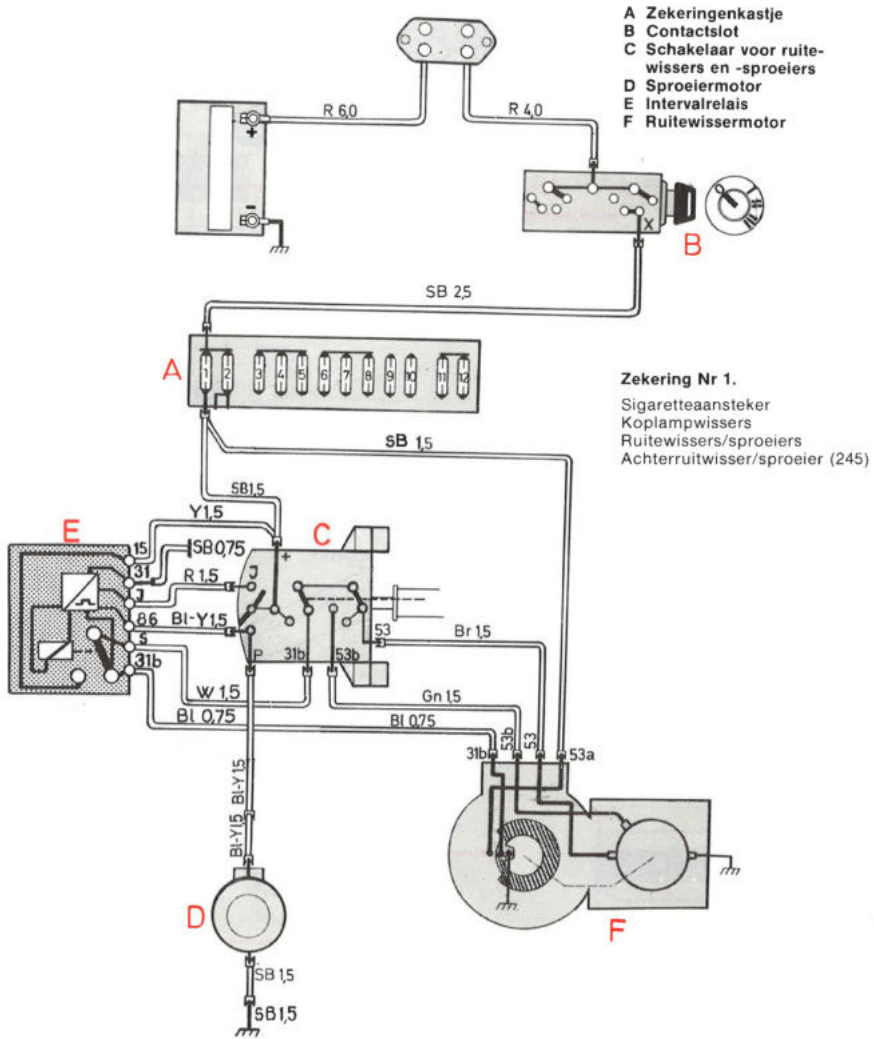 A Zekeringenkastje
B Contactslot
C Schakelaar voor ruite-
wissers en -sproeiers
D Sproeiermotor
E Intervalrelais
F Ruitewissermotor
R 6,0
R 4,0
+
-
X
B
SB 2,5
A
1 2 3 4 5 6 7 8 9 10 11 12
Zekering Nr 1.
Sigaretteaansteker
Koplampwissers
Ruitewissers/sproeiers
Achterruitwisser/sproeier (245)
SB 1,5
SB1,5
Y 1,5
E
C
15
SB 0,75
+
31
R 1,5
J
J
86
Bl-Y1,5
S
53
Br 1,5
31b
P
31b
53b
W 1,5
Gn 1,5
Bl 0,75
Bl 0,75
31b
53b
53
53a
Bl-Y 1,5
Bl-Y1,5
D
F
SB 1,5
SB1,5